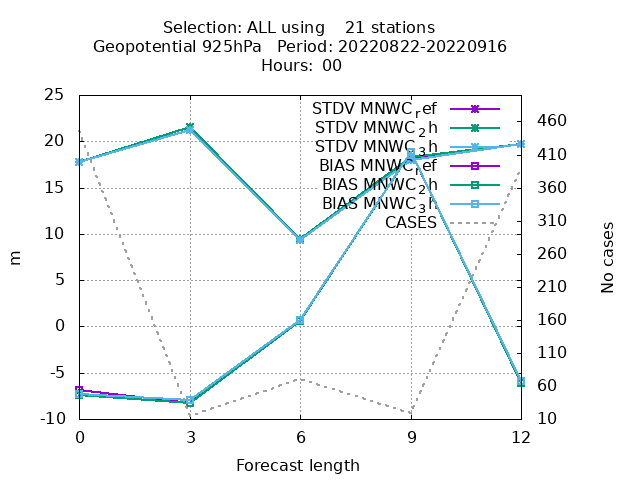 Selection: ALL using    21 stations
Geopotential 925hPa   Period: 20220822-20220916
Hours: 00
STDV MNWC_ref
STDV MNWC_2h
STDV MNWC_3h
BIAS MNWC_ref
BIAS MNWC_2h
BIAS MNWC_3h
CASES
25
20
15
10
5
0
-5
-10
m
460
410
360
310
260
210
160
110
60
10
No cases
0 3 6 9 12
Forecast length